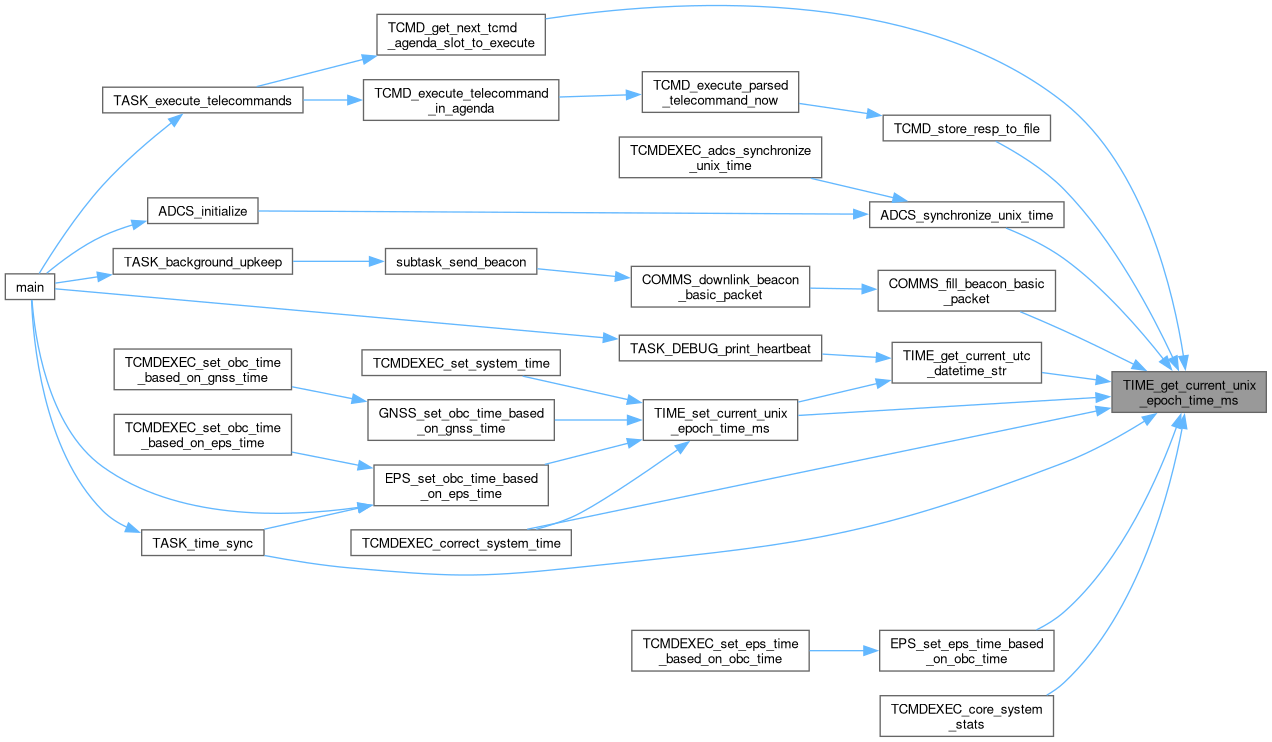 TCMD_get_next_tcmd
_agenda_slot_to_execute
TASK_execute_telecommands
TCMD_execute_telecommand
_in_agenda
TCMD_execute_parsed
_telecommand_now
TCMD_store_resp_to_file
TCMDEXEC_adcs_synchronize
_unix_time
ADCS_initialize
ADCS_synchronize_unix_time
main
TASK_background_upkeep
subtask_send_beacon
COMMS_downlink_beacon
_basic_packet
COMMS_fill_beacon_basic
_packet
TASK_DEBUG_print_heartbeat
TCMDEXEC_set_obc_time
_based_on_gnss_time
TCMDEXEC_set_system_time
TIME_get_current_utc
_datetime_str
TIME_get_current_unix
_epoch_time_ms
GNSS_set_obc_time_based
_on_gnss_time
TIME_set_current_unix
_epoch_time_ms
TCMDEXEC_set_obc_time
_based_on_eps_time
EPS_set_obc_time_based
_on_eps_time
TASK_time_sync
TCMDEXEC_correct_system_time
TCMDEXEC_set_eps_time
_based_on_obc_time
EPS_set_eps_time_based
_on_obc_time
TCMDEXEC_core_system
_stats